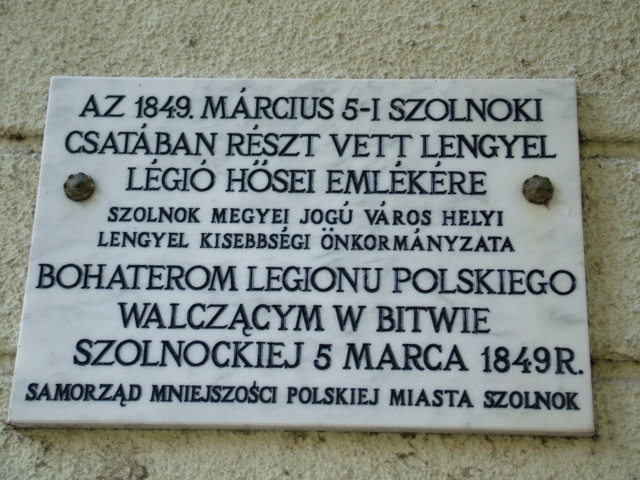 AZ 1849. MÁRCIUS 5-I SZOLNOKI
CSATÁBAN RÉSZT VETT LENGYEL
LÉGIÓ HŐSEI EMLÉKÉRE
SZOLNOK MEGYEI JOGÚ VÁROS HELYI
LENGYEL KISEBBSÉGI ÖNKORMÁNYZATA
BOHATEROM LEGIONU POLSKIEGO
WALCZĄCYM W BITWIE
SZOLNOCKIEJ 5 MARCA 1849R.
SAMORZĄD MNIEJSZOŚCI POLSKIEJ MIASTA SZOLNOK